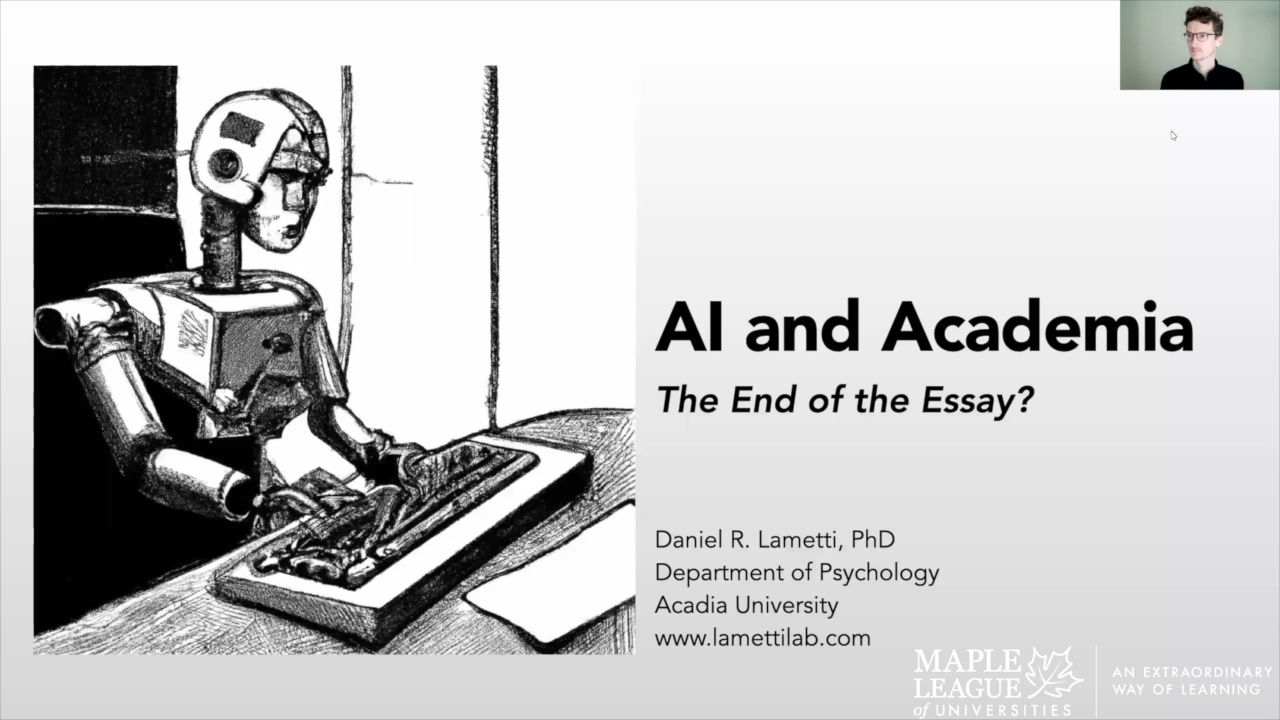 AI and Academia
The End of the Essay?
Daniel R. Lametti, PhD
Department of Psychology
Acadia University
www.lamettilab.com
MAPLE
LEAGUE
of UNIVERSITIES
AN EXTRAORDINARY
WAY OF LEARNING